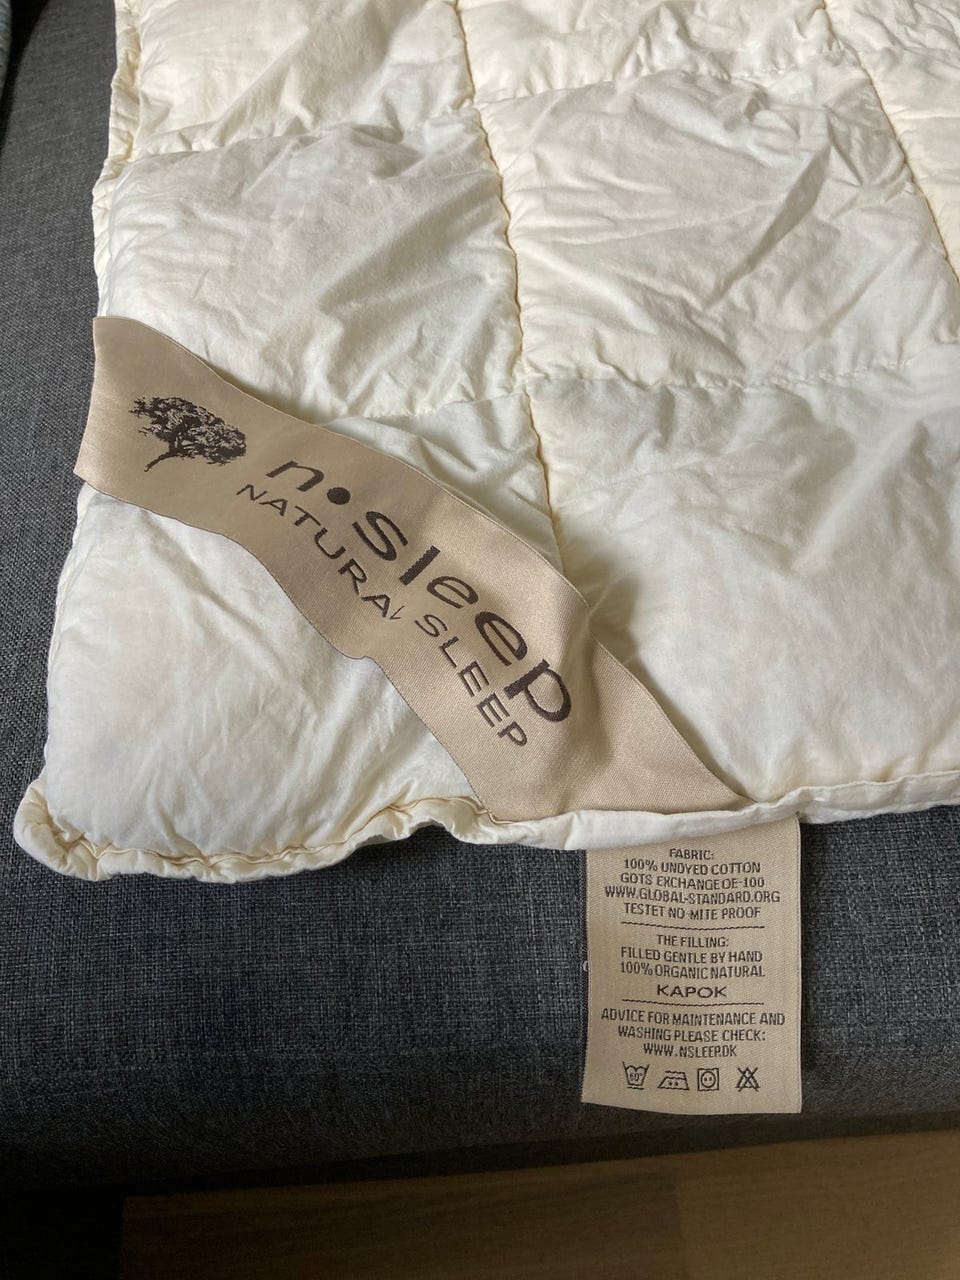 n•sleep
NATURAL SLEEP
FABRIC:
100% UNDYED COTTON
GOTS EXCHANGE OE-100
WWW.GLOBAL-STANDARD.ORG
TESTET NO-MITE PROOF
THE FILLING:
FILLED GENTLE BY HAND
100% ORGANIC NATURAL
KAPOK
ADVICE FOR MAINTENANCE AND
WASHING PLEASE CHECK:
WWW.NSLEEP.DK
60°